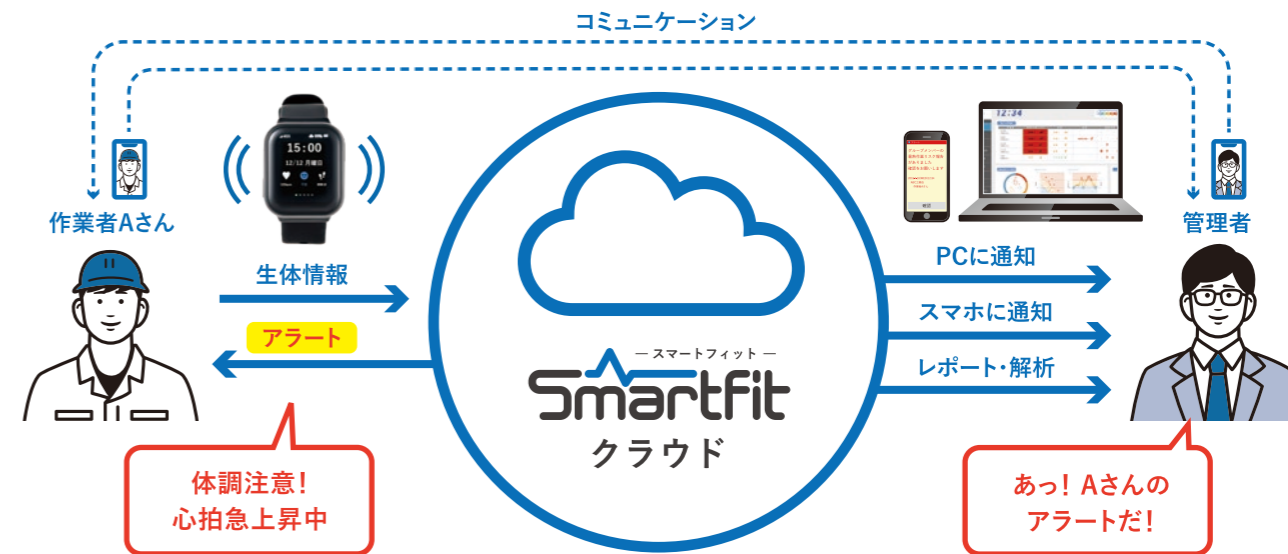 コミュニケーション
作業者Aさん
15:00
12/12 月曜日
生体情報
アラート
体調注意!
心拍急上昇中
― スマートフィット ―
Smartfit
クラウド
12:34
確認
PCに通知
スマホに通知
レポート・解析
管理者
あっ! Aさんの
アラートだ!